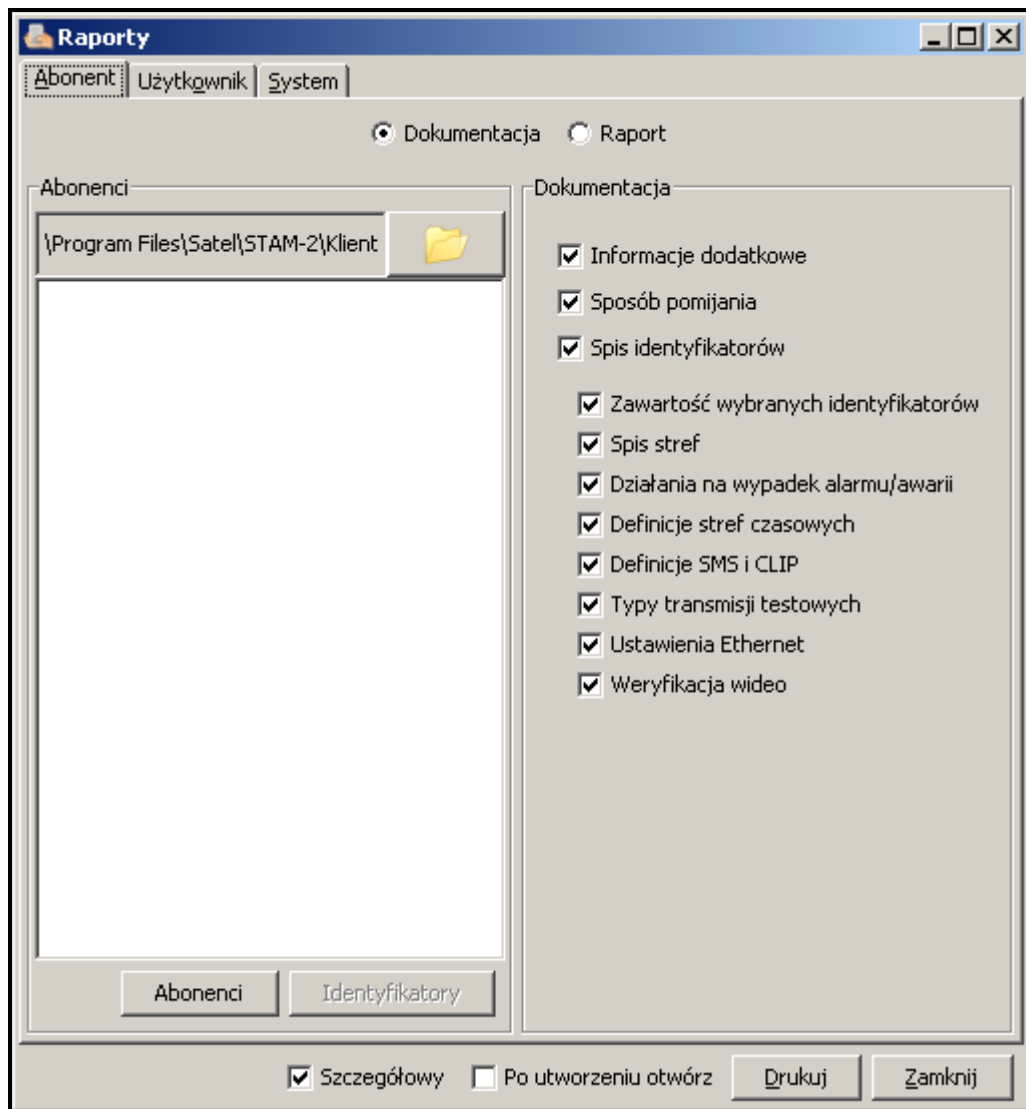 Raporty
Abonent Użytkownik System
Dokumentacja Raport
Abonenci
\Program Files\Satel\STAM-2\Klient
Abonenci Identyfikatory
Dokumentacja
Informacje dodatkowe
Sposób pomijania
Spis identyfikatorów
Zawartość wybranych identyfikatorów
Spis stref
Działania na wypadek alarmu/awarii
Definicje stref czasowych
Definicje SMS i CLIP
Typy transmisji testowych
Ustawienia Ethernet
Weryfikacja wideo
Szczegółowy Po utworzeniu otwórz Drukuj Zamknij